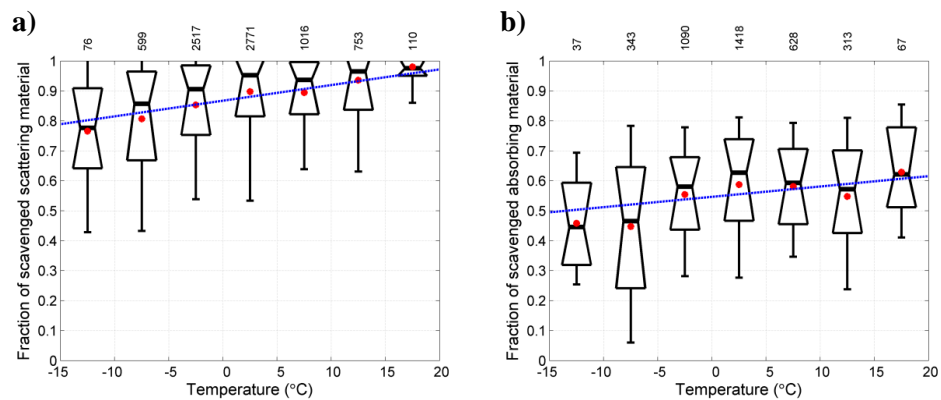 a)
76 599 2517 2771 1016 753 110
Fraction of scavenged scattering material
1
0.9
0.8
0.7
0.6
0.5
0.4
0.3
0.2
0.1
0
-15 -10 -5 0 5 10 15 20
Temperature (°C)
b)
37 343 1090 1418 628 313 67
Fraction of scavenged absorbing material
1
0.9
0.8
0.7
0.6
0.5
0.4
0.3
0.2
0.1
0
-15 -10 -5 0 5 10 15 20
Temperature (°C)